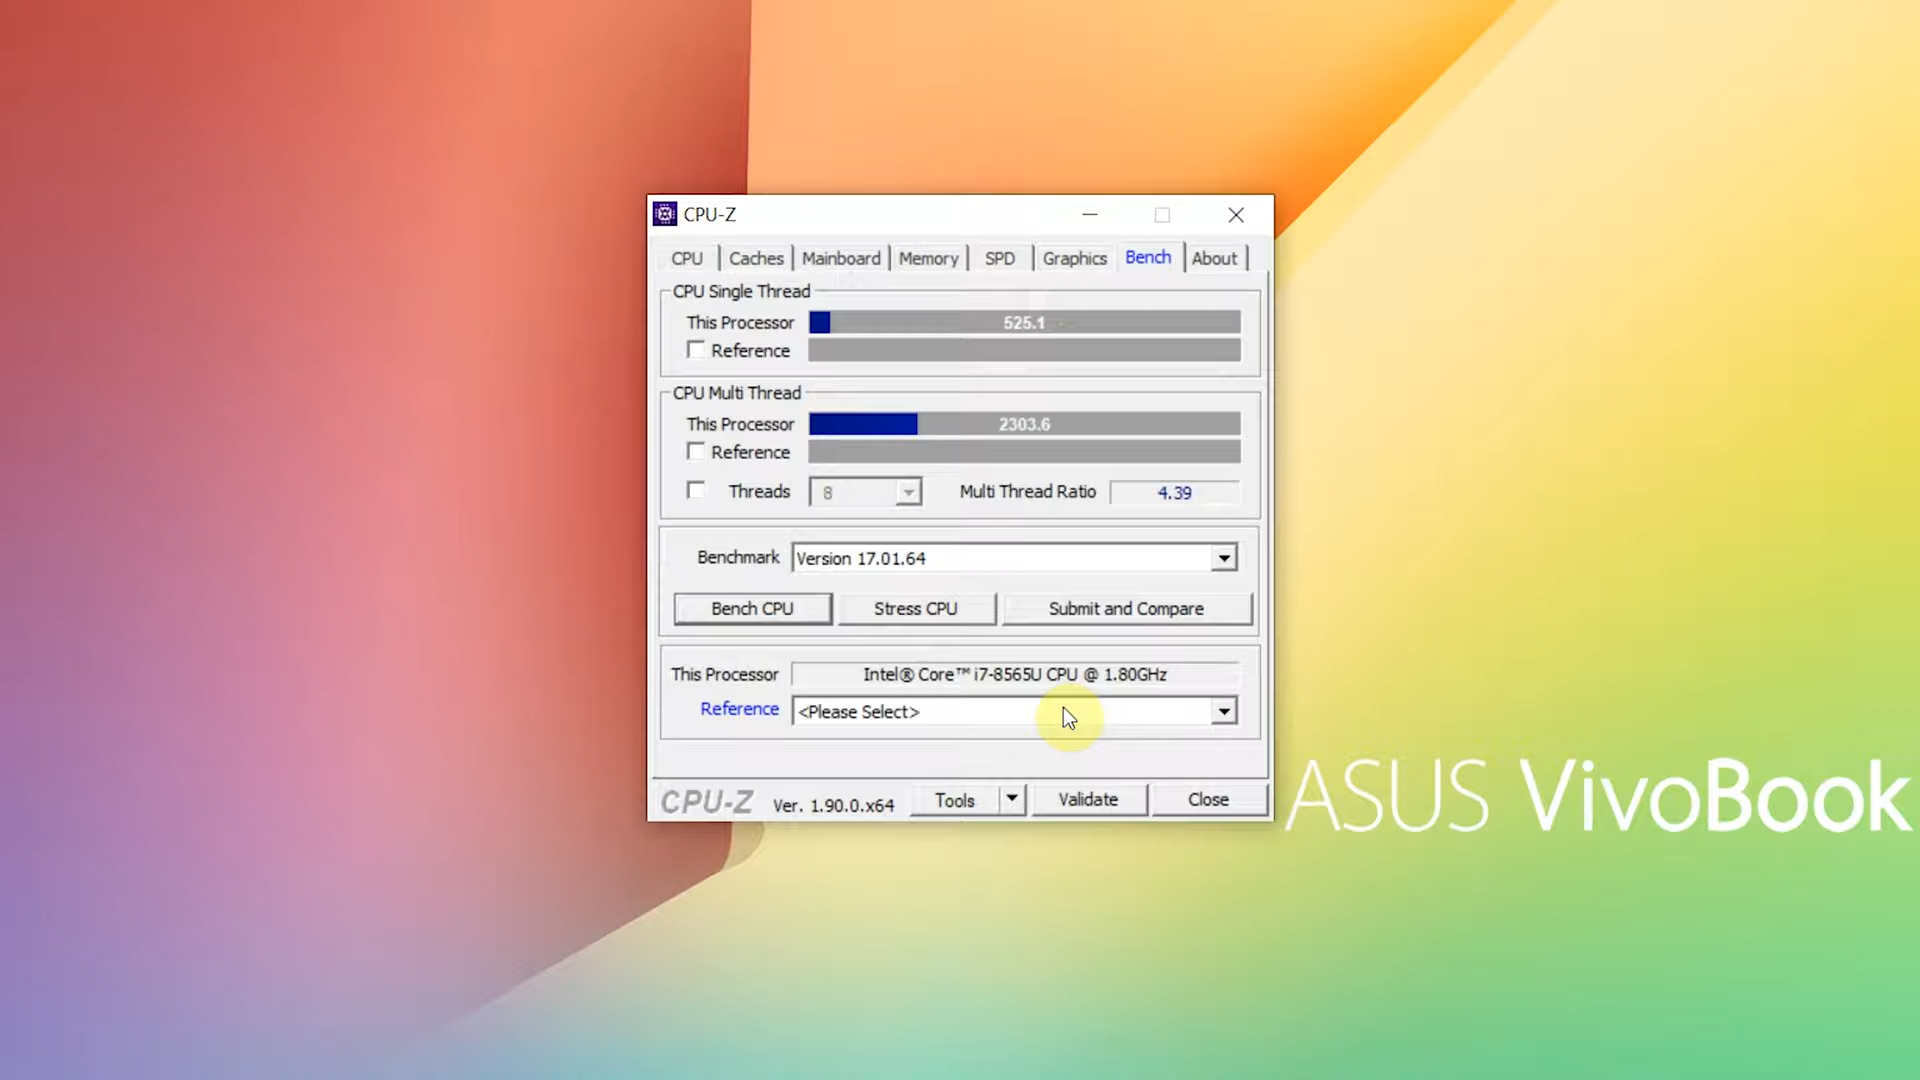 CPU-Z
CPU Caches Mainboard Memory SPD Graphics Bench About
CPU Single Thread
This Processor 525.1
Reference
CPU Multi Thread
This Processor 2303.6
Reference
Threads 8 Multi Thread Ratio 4.39
Benchmark Version 17.01.64
Bench CPU Stress CPU Submit and Compare
This Processor Intel® Core™ i7-8565U CPU @ 1.80GHz
Reference <Please Select>
CPU-Z Ver. 1.90.0.x64 Tools Validate Close
ASUS VivoBook